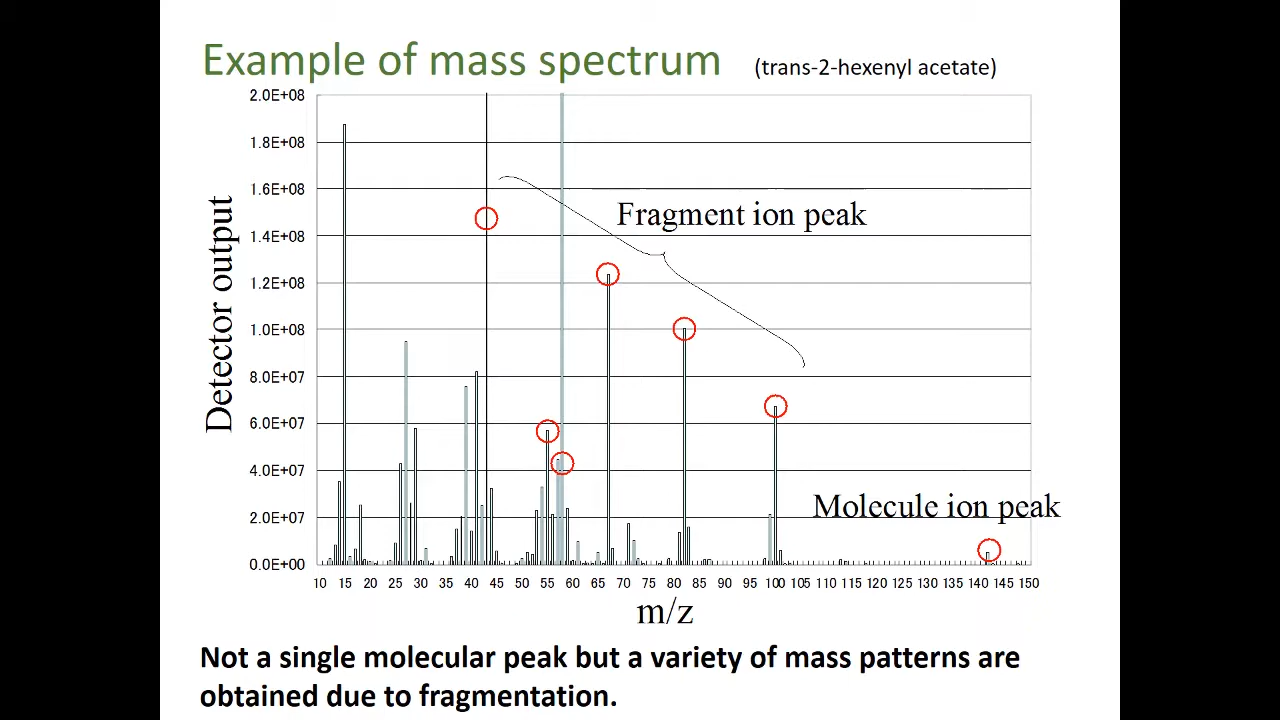 Example of mass spectrum (trans-2-hexenyl acetate)
2.0E+08
1.8E+08
1.6E+08
1.4E+08
1.2E+08
1.0E+08
8.0E+07
6.0E+07
4.0E+07
2.0E+07
0.0E+00
Detector output
Fragment ion peak
Molecule ion peak
10 15 20 25 30 35 40 45 50 55 60 65 70 75 80 85 90 95 100 105 110 115 120 125 130 135 140 145 150
m/z
Not a single molecular peak but a variety of mass patterns are
obtained due to fragmentation.